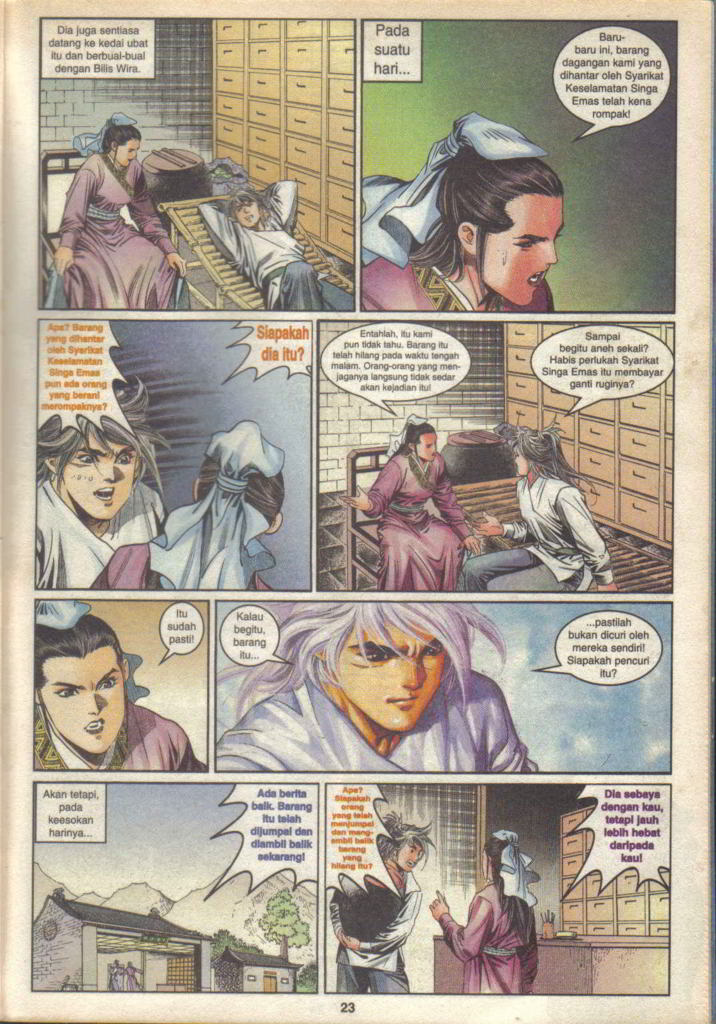 Dia juga sentiasa
datang ke kedai ubat
itu dan berbual-bual
dengan Bilis Wira.
Pada
suatu
hari...
Baru-
baru ini, barang
dagangan kami yang
dihantar oleh Syarikat
Keselamatan Singa
Emas telah kena
rompak!
Apa? Barang
yang dihantar
oleh Syarikat
Keselamatan
Singa Emas
pun ada orang
yang berani
merompaknya?
Siapakah
dia itu?
Entahlah, itu kami
pun tidak tahu. Barang itu
telah hilang pada waktu tengah
malam. Orang-orang yang men-
jaganya langsung tidak sedar
akan kejadian itu!
Sampai
begitu aneh sekali?
Habis perlukah Syarikat
Singa Emas itu membayar
ganti ruginya?
Itu
sudah
pasti!
Kalau
begitu,
barang
itu...
...pastilah
bukan dicuri oleh
mereka sendiri!
Siapakah pencuri
itu?
Akan tetapi,
pada
keesokan
harinya...
Ada berita
baik. Barang
itu telah
dijumpai dan
diambil balik
sekarang!
Apa?
Siapakah
orang
yang telah
menjumpai
dan meng-
ambil balik
barang
yang
hilang itu?
Dia sebaya
dengan kau,
tetapi jauh
lebih hebat
daripada
kau!
23